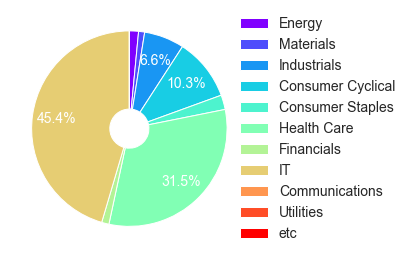 6.6%
10.3%
45.4%
31.5%
Energy
Materials
Industrials
Consumer Cyclical
Consumer Staples
Health Care
Financials
IT
Communications
Utilities
etc